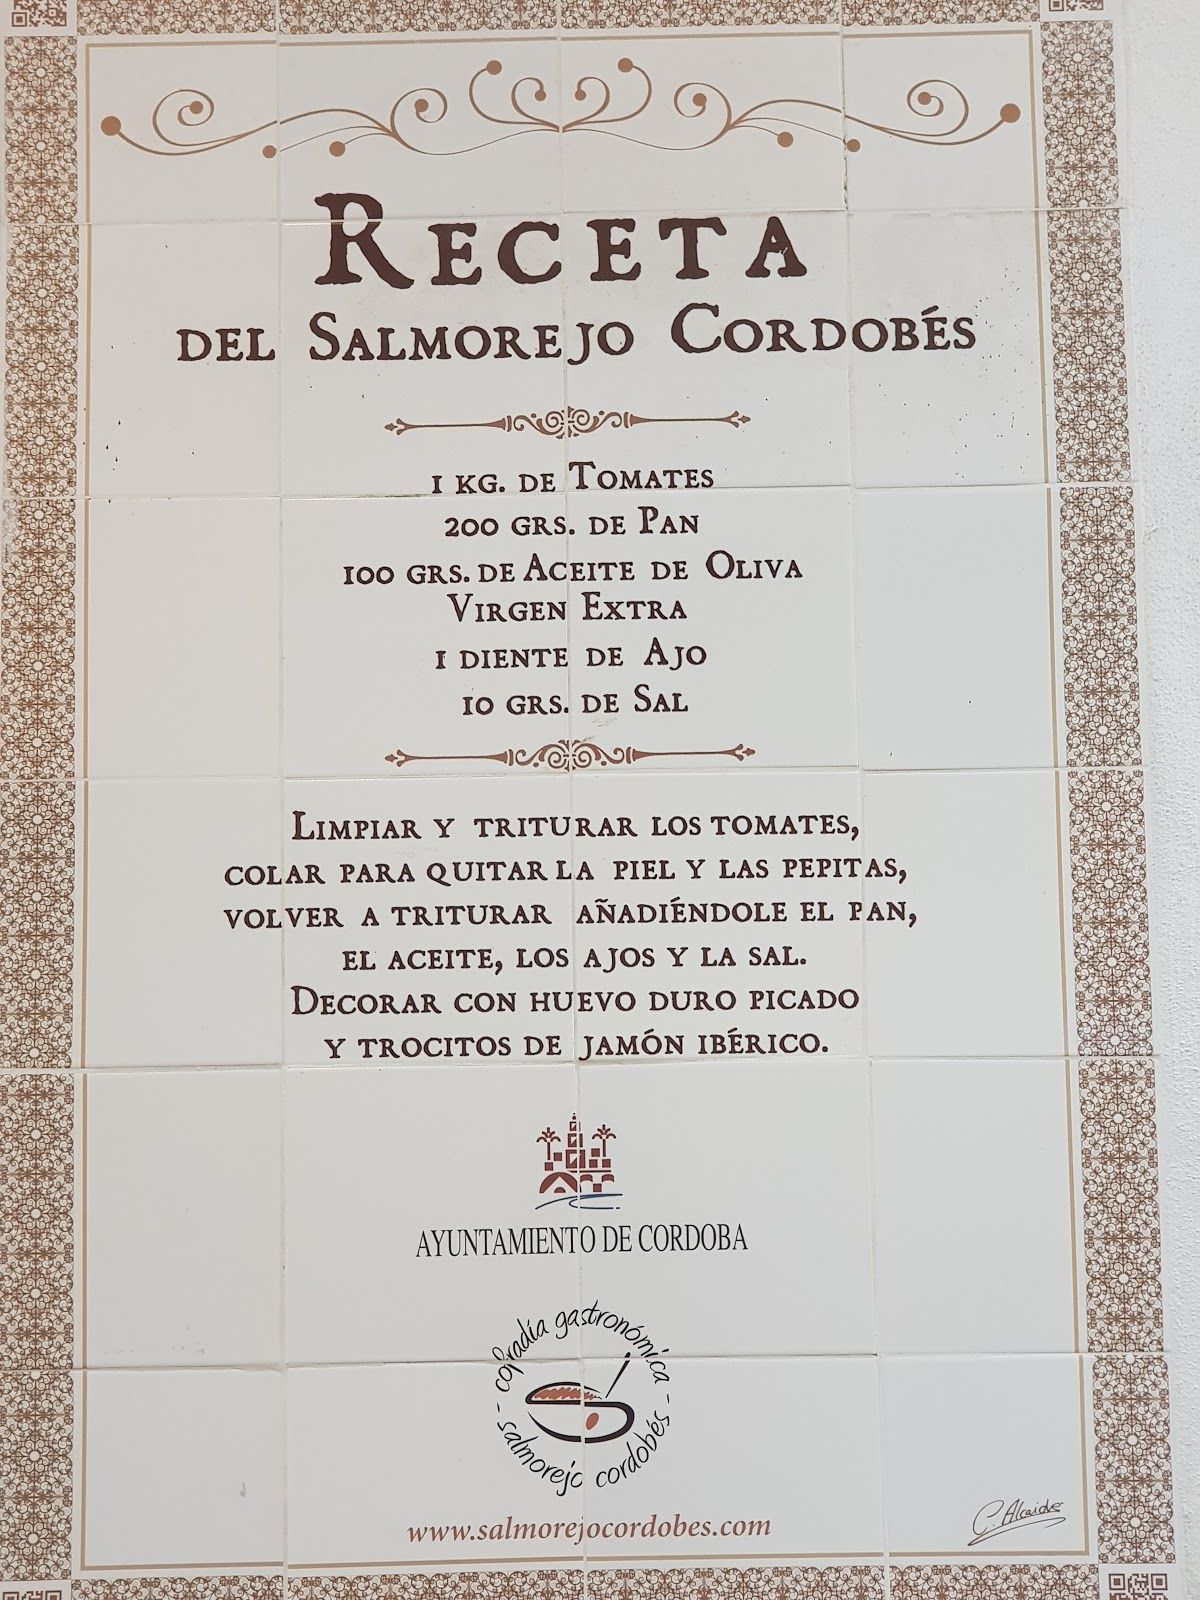 Receta
del Salmorejo Cordobés
1 kg. de Tomates
200 grs. de Pan
100 grs. de Aceite de Oliva
Virgen Extra
1 diente de Ajo
10 grs. de Sal
Limpiar y triturar los tomates,
colar para quitar la piel y las pepitas,
volver a triturar añadiéndole el pan,
el aceite, los ajos y la sal.
Decorar con huevo duro picado
y trocitos de jamón ibérico.
AYUNTAMIENTO DE CORDOBA
cofradía gastronómica
- salmorejo cordobés -
www.salmorejocordobes.com
C. Alcaide